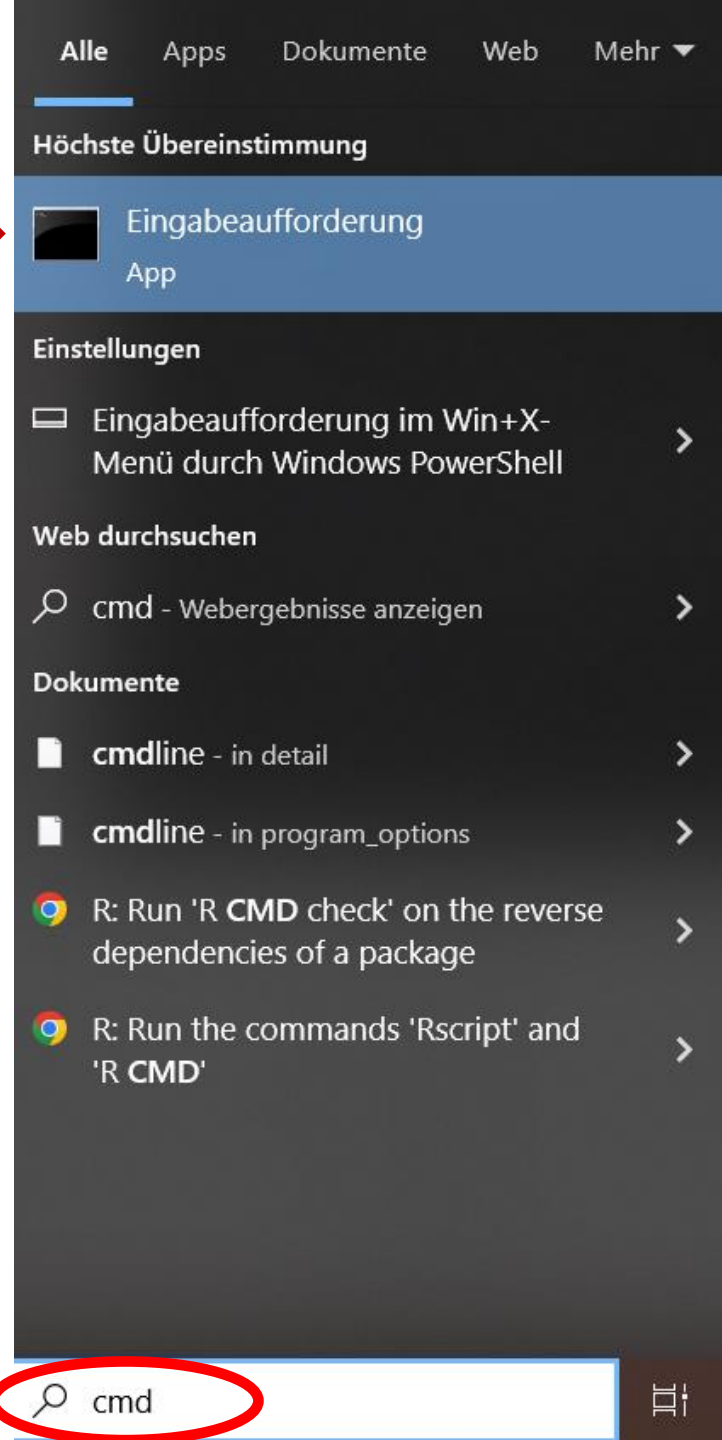 Alle Apps Dokumente Web Mehr
Höchste Übereinstimmung
Eingabeaufforderung
App
Einstellungen
Eingabeaufforderung im Win+X-
Menü durch Windows PowerShell
Web durchsuchen
cmd - Webergebnisse anzeigen
Dokumente
cmdline - in detail
cmdline - in program_options
R: Run 'R CMD check' on the reverse
dependencies of a package
R: Run the commands 'Rscript' and
'R CMD'
cmd